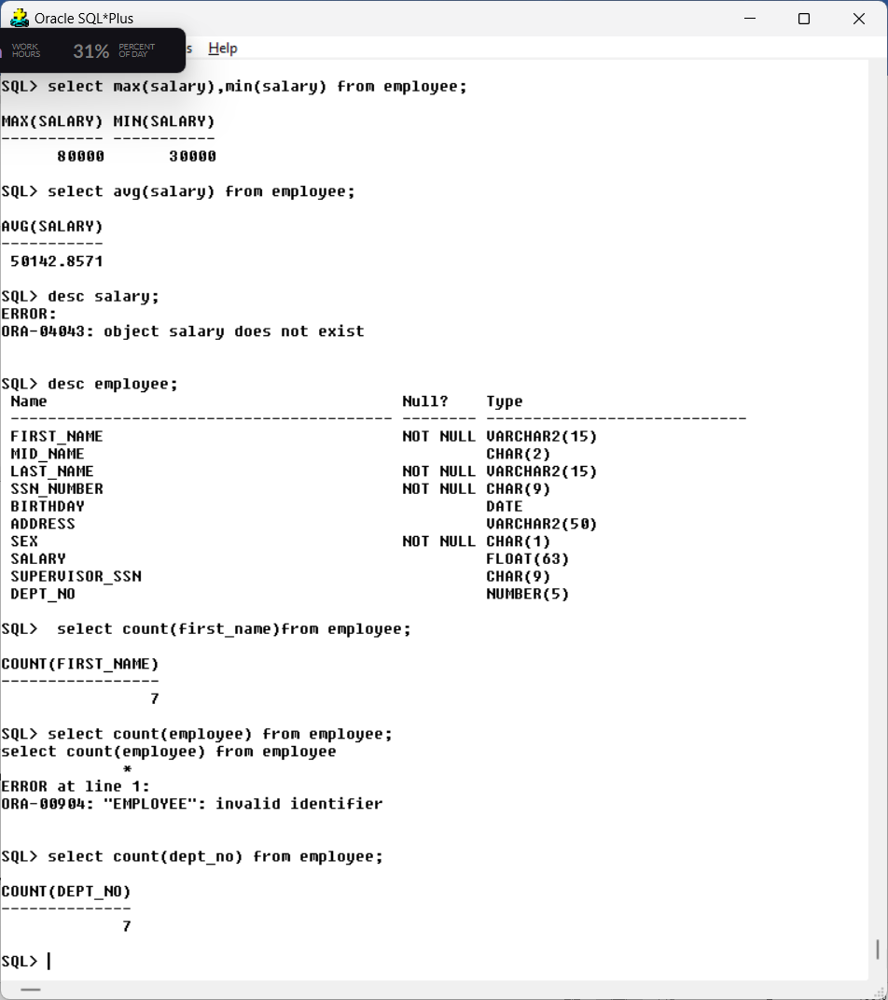 Oracle SQL*Plus
WORK HOURS 31% PERCENT OF DAY
s Help
SQL> select max(salary),min(salary) from employee;
MAX(SALARY) MIN(SALARY)
----------- -----------
80000 30000
SQL> select avg(salary) from employee;
AVG(SALARY)
-----------
50142.8571
SQL> desc salary;
ERROR:
ORA-04043: object salary does not exist
SQL> desc employee;
Name Null? Type
----------------------------------------- -------- ----------------------------
FIRST_NAME NOT NULL VARCHAR2(15)
MID_NAME CHAR(2)
LAST_NAME NOT NULL VARCHAR2(15)
SSN_NUMBER NOT NULL CHAR(9)
BIRTHDAY DATE
ADDRESS VARCHAR2(50)
SEX NOT NULL CHAR(1)
SALARY FLOAT(63)
SUPERVISOR_SSN CHAR(9)
DEPT_NO NUMBER(5)
SQL>  select count(first_name)from employee;
COUNT(FIRST_NAME)
-----------------
7
SQL> select count(employee) from employee;
select count(employee) from employee
*
ERROR at line 1:
ORA-00904: "EMPLOYEE": invalid identifier
SQL> select count(dept_no) from employee;
COUNT(DEPT_NO)
--------------
7
SQL>